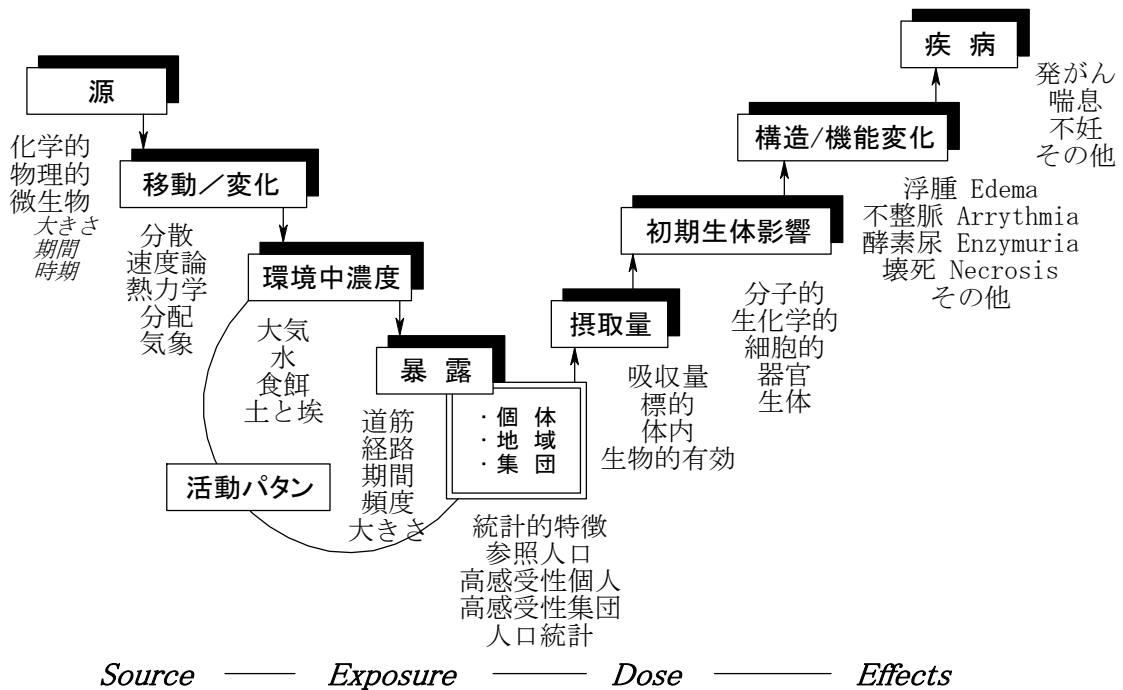 源
化学的
物理的
微生物
大きさ
期間
時期
移動／変化
分散
速度論
熱力学
分配
気象
環境中濃度
大気
水
食餌
土と埃
活動パタン
暴 露
道筋
経路
期間
頻度
大きさ
・個 体
・地 域
・集 団
統計的特徴
参照人口
高感受性個人
高感受性集団
人口統計
摂取量
吸収量
標的
体内
生物的有効
初期生体影響
分子的
生化学的
細胞的
器官
生体
構造/機能変化
浮腫 Edema
不整脈 Arrythmia
酵素尿 Enzymuria
壊死 Necrosis
その他
疾 病
発がん
喘息
不妊
その他
Source — Exposure — Dose — Effects